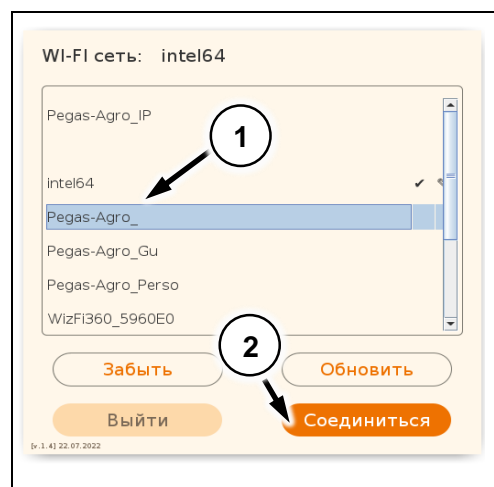 WI-FI сеть: intel64
Pegas-Agro_IP
1
intel64
Pegas-Agro_
Pegas-Agro_Gu
Pegas-Agro_Perso
WizFi360_5960E0
2
Забыть Обновить
Выйти Соединиться
[v.1.4] 22.07.2022